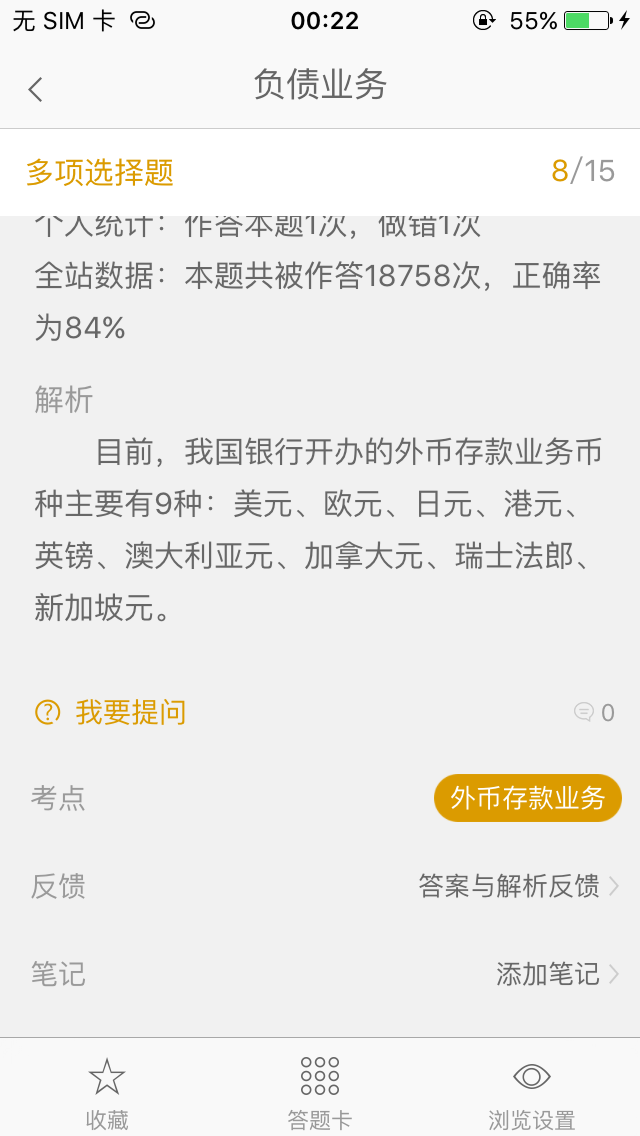 无 SIM 卡
00:22
55%
负债业务
多项选择题
8/15
个人统计：作答本题1次，做错1次
全站数据：本题共被作答18758次，正确率
为84%
解析
目前，我国银行开办的外币存款业务币
种主要有9种：美元、欧元、日元、港元、
英镑、澳大利亚元、加拿大元、瑞士法郎、
新加坡元。
我要提问
0
考点
外币存款业务
反馈
答案与解析反馈
笔记
添加笔记
收藏
答题卡
浏览设置